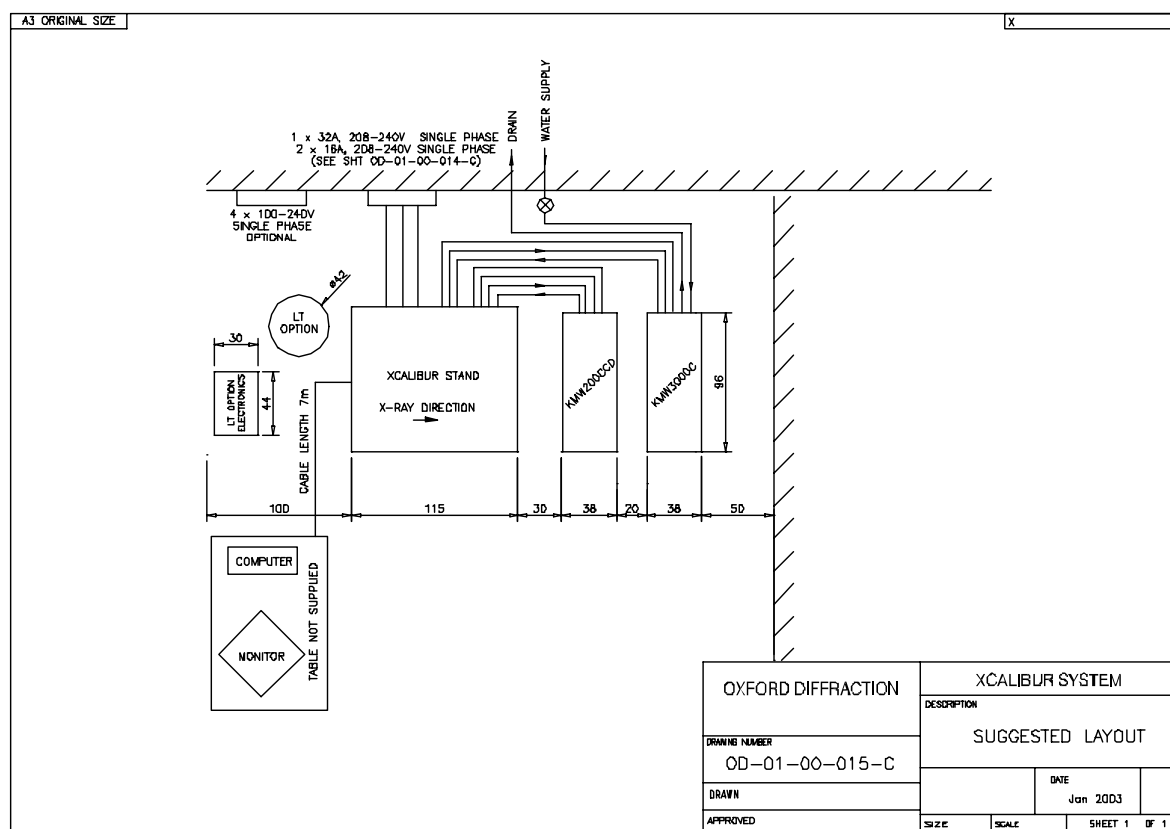 A3 ORIGINAL SIZE
X
DRAIN
WATER SUPPLY
1 x 32A, 208-240V SINGLE PHASE
2 x 16A, 208-240V SINGLE PHASE
(SEE SHT OD-01-00-014-C)
4 x 100-240V
SINGLE PHASE
OPTIONAL
ø42
LT
OPTION
30
LT OPTION
ELECTRONICS
44
XCALIBUR STAND
X-RAY DIRECTION
KMW200CCD
KMW3000C
96
CABLE LENGTH 7m
100
115
30
38
20
38
50
COMPUTER
MONITOR
TABLE NOT SUPPLIED
OXFORD DIFFRACTION
XCALIBUR SYSTEM
DESCRIPTION
SUGGESTED LAYOUT
DRAWING NUMBER
OD-01-00-015-C
DATE
Jan 2003
DRAWN
APPROVED
SIZE
SCALE
SHEET 1 OF 1